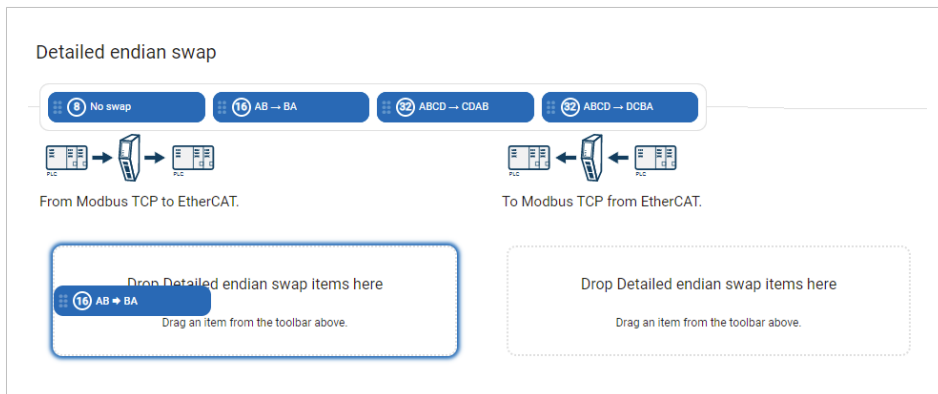 Detailed endian swap
8 No swap
16 AB → BA
32 ABCD → CDAB
32 ABCD → DCBA
PLC
PLC
PLC
PLC
From Modbus TCP to EtherCAT.
To Modbus TCP from EtherCAT.
Drop Detailed endian swap items here
16 AB → BA
Drag an item from the toolbar above.
Drop Detailed endian swap items here
Drag an item from the toolbar above.